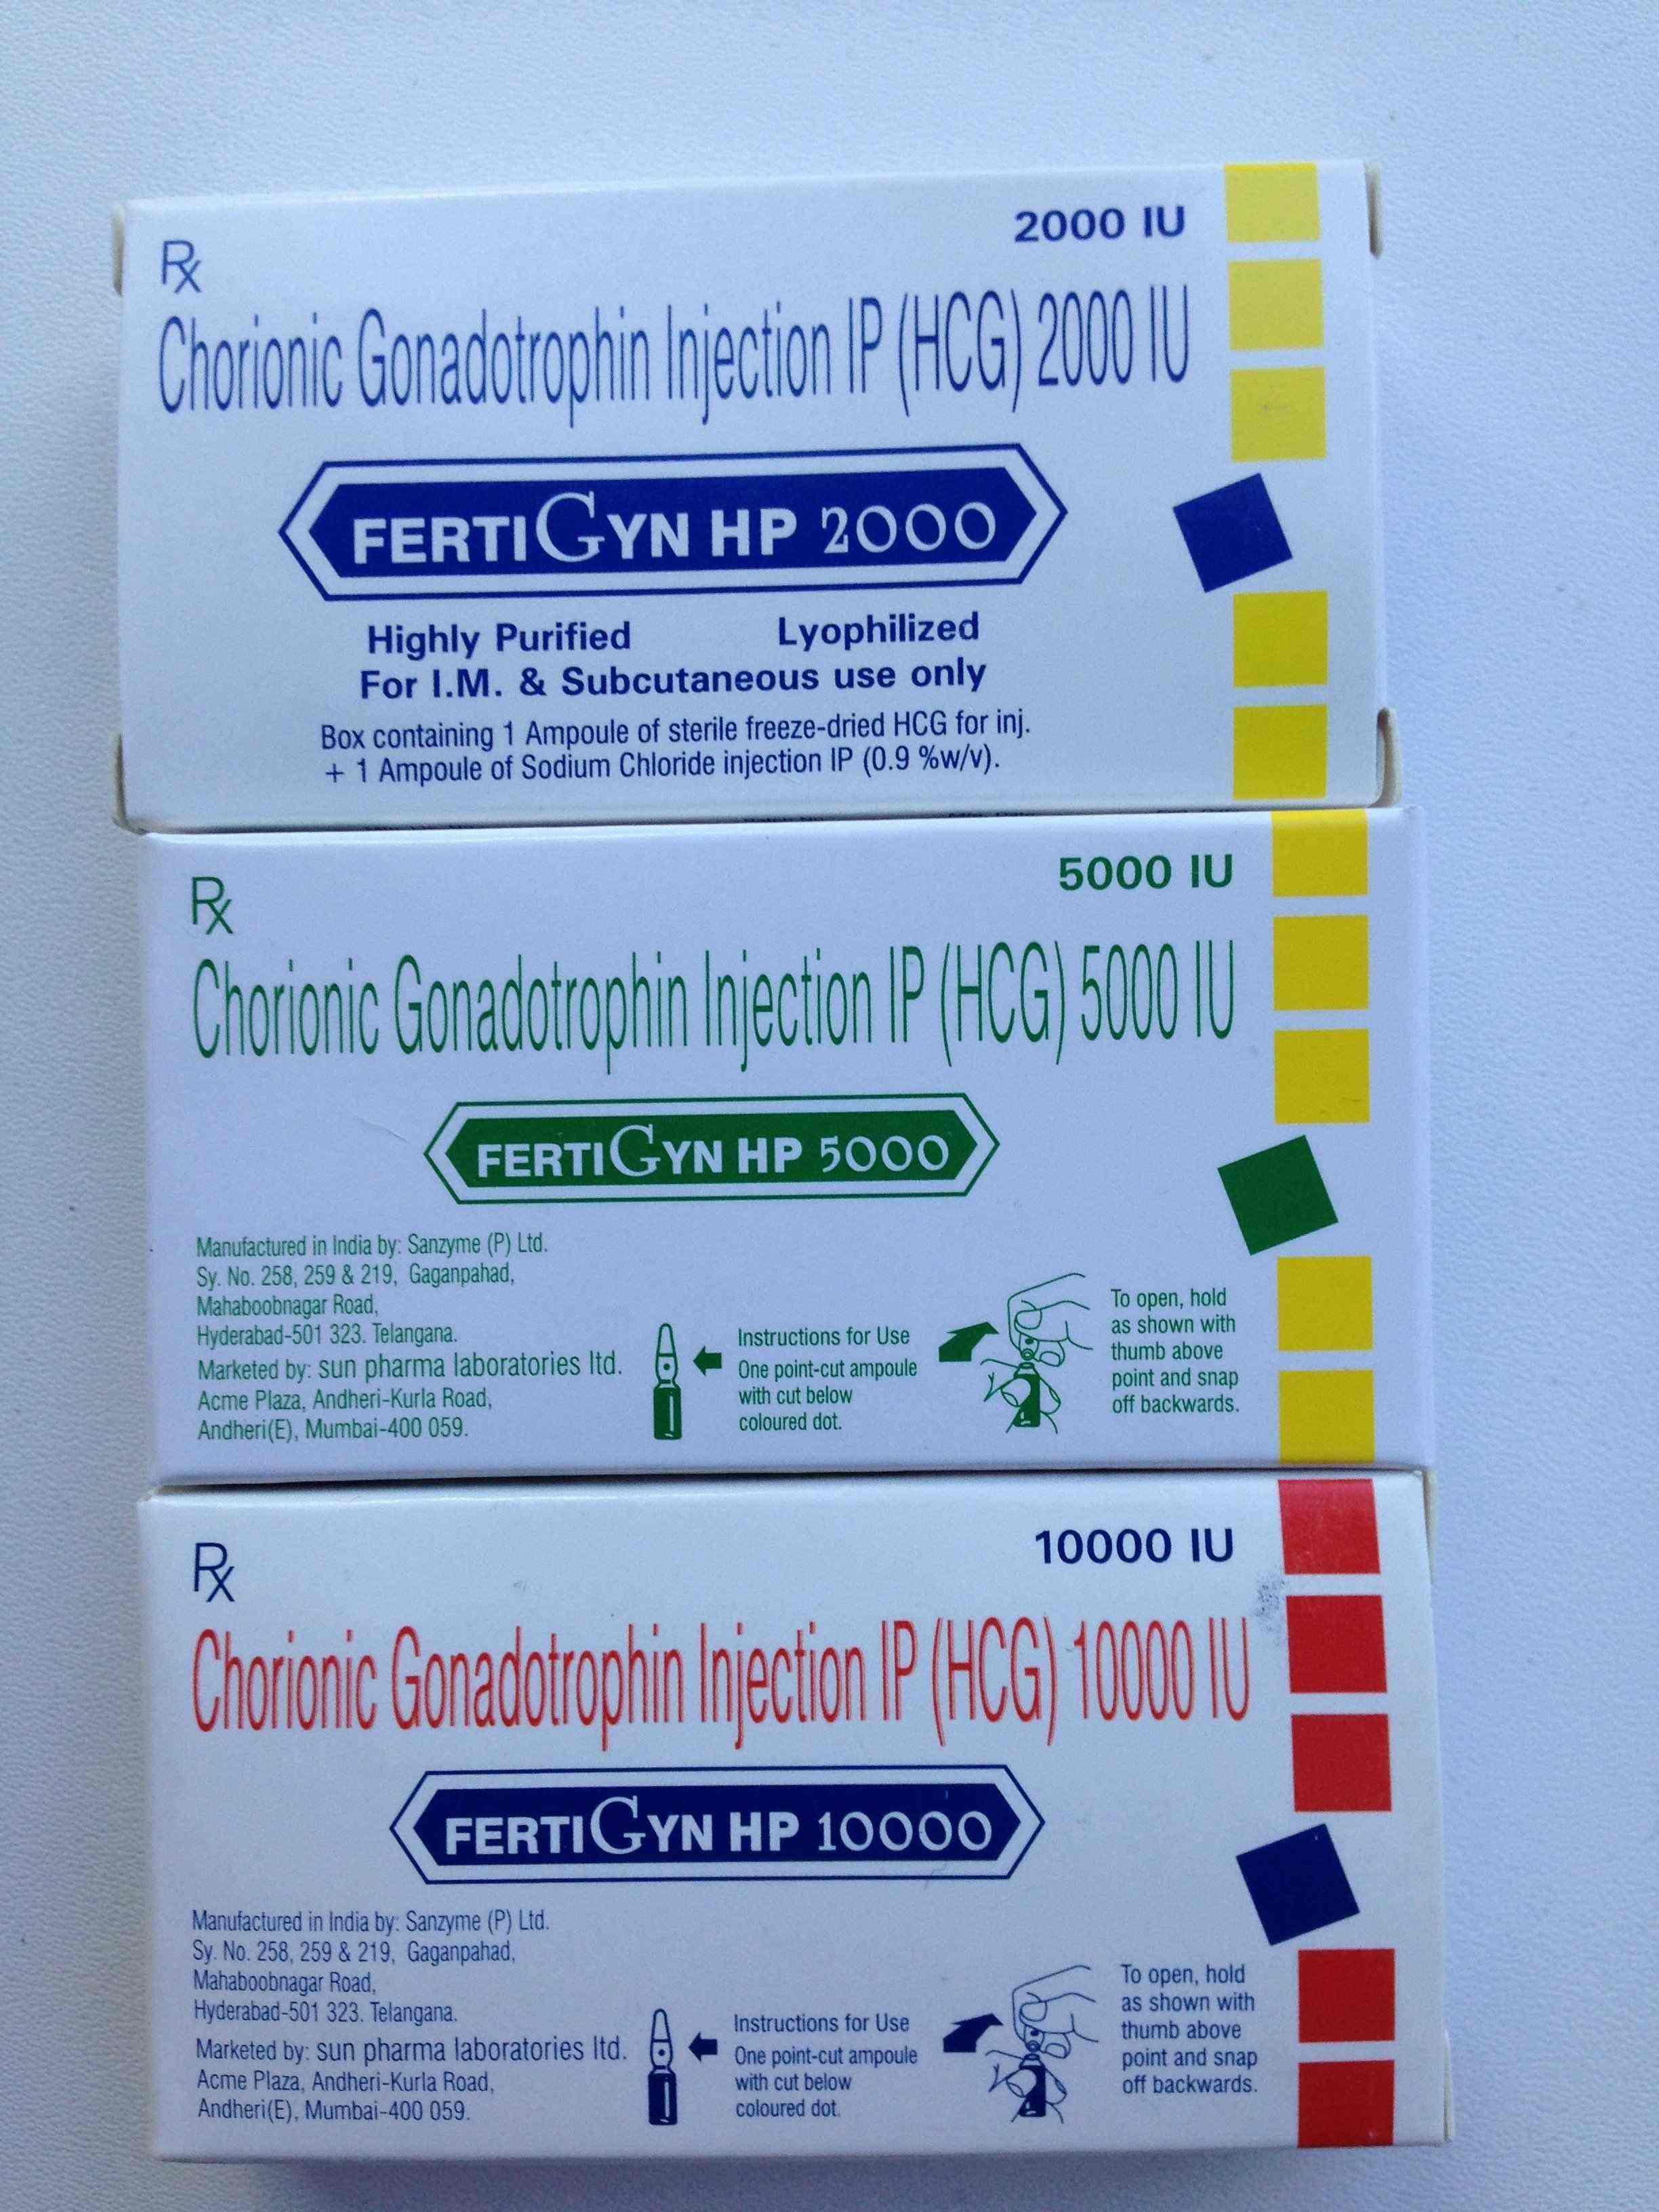 2000 IU
Rx
Chorionic Gonadotrophin Injection IP (HCG) 2000 IU
FERTIGYN HP 2000
Highly Purified Lyophilized
For I.M. & Subcutaneous use only
Box containing 1 Ampoule of sterile freeze-dried HCG for inj.
+ 1 Ampoule of Sodium Chloride injection IP (0.9 %w/v).
5000 IU
Rx
Chorionic Gonadotrophin Injection IP (HCG) 5000 IU
FERTIGYN HP 5000
Manufactured in India by: Sanzyme (P) Ltd.
Sy. No. 258, 259 & 219, Gaganpahad,
Mahaboobnagar Road,
Hyderabad-501 323. Telangana.
Marketed by: sun pharma laboratories ltd.
Acme Plaza, Andheri-Kurla Road,
Andheri(E), Mumbai-400 059.
Instructions for Use
One point-cut ampoule
with cut below
coloured dot.
To open, hold
as shown with
thumb above
point and snap
off backwards.
10000 IU
Rx
Chorionic Gonadotrophin Injection IP (HCG) 10000 IU
FERTIGYN HP 10000
Manufactured in India by: Sanzyme (P) Ltd.
Sy. No. 258, 259 & 219, Gaganpahad,
Mahaboobnagar Road,
Hyderabad-501 323. Telangana.
Marketed by: sun pharma laboratories ltd.
Acme Plaza, Andheri-Kurla Road,
Andheri(E), Mumbai-400 059.
Instructions for Use
One point-cut ampoule
with cut below
coloured dot.
To open, hold
as shown with
thumb above
point and snap
off backwards.